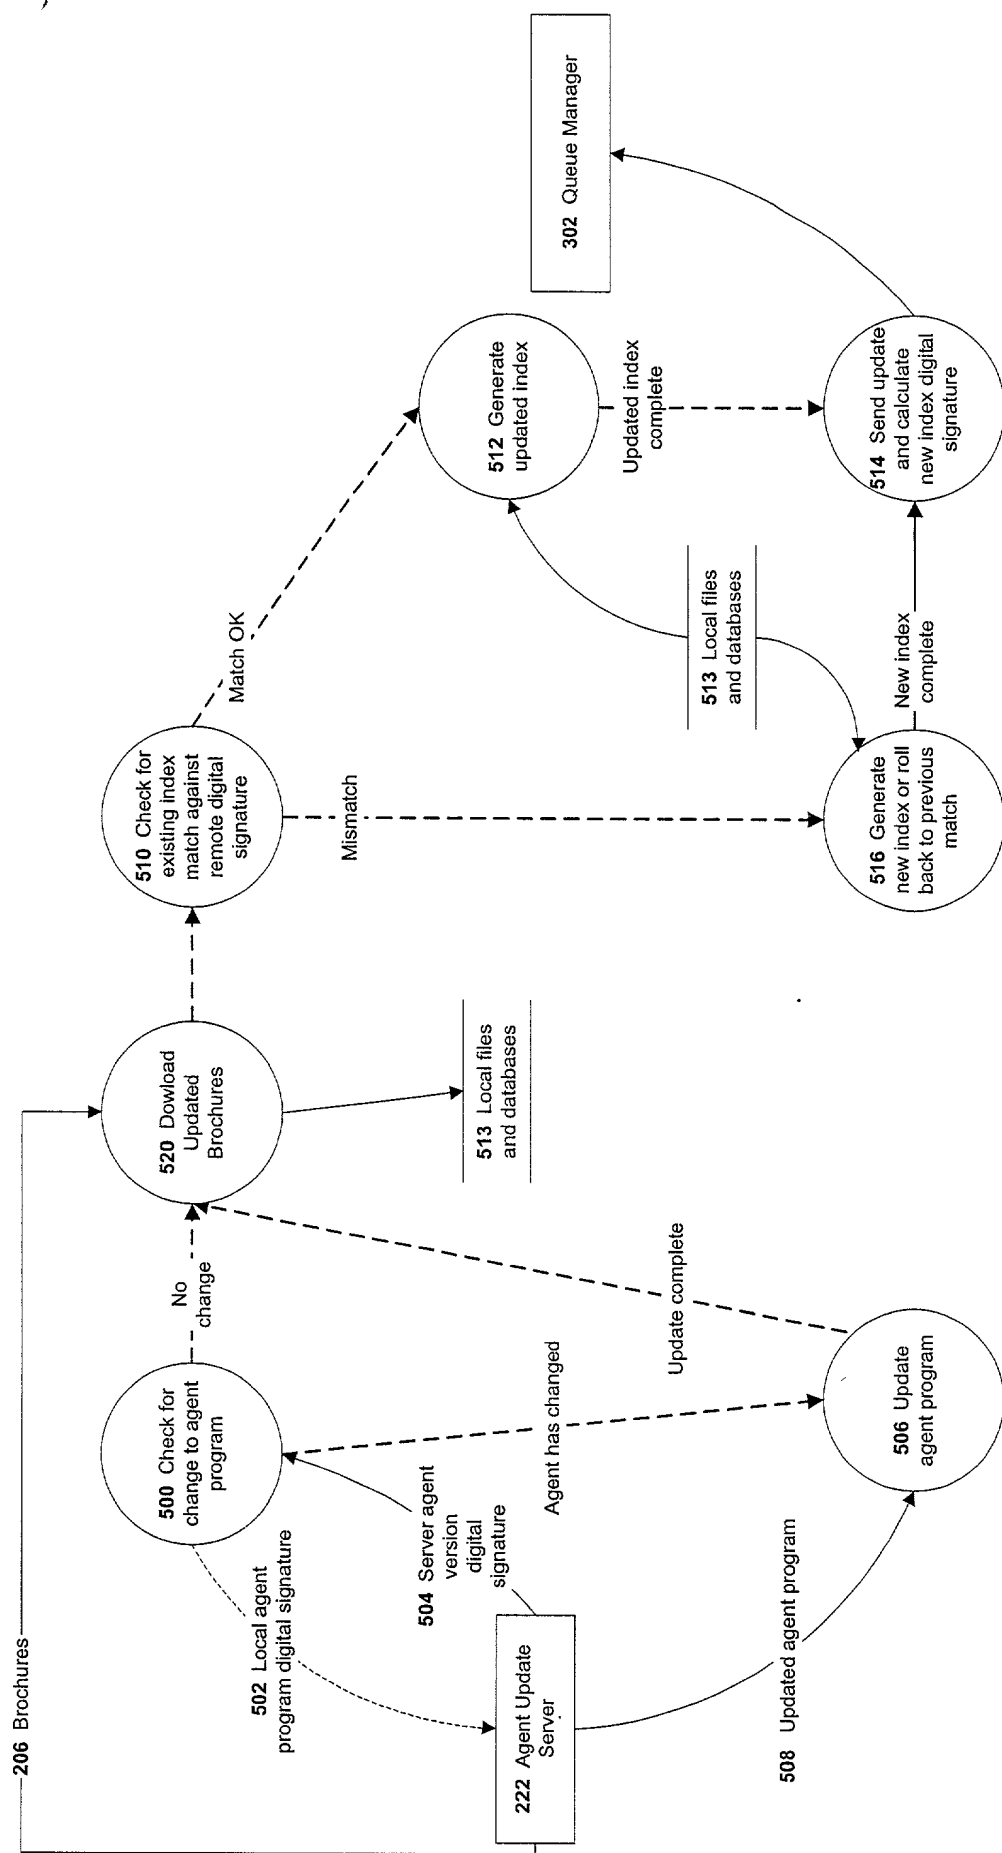 206 Brochures
500 Check for
change to agent
program
No
change
520 Dowload
Updated
Brochures
510 Check for
existing index
match against
remote digital
signature
Match OK
Mismatch
502 Local agent
program digital signature
504 Server agent
version
digital
signature
Agent has changed
Update complete
513 Local files
and databases
513 Local files
and databases
512 Generate
updated index
Updated index
complete
302 Queue Manager
222 Agent Update
Server
508 Updated agent program
506 Update
agent program
516 Generate
new index or roll
back to previous
match
New index
complete
514 Send update
and calculate
new index digital
signature